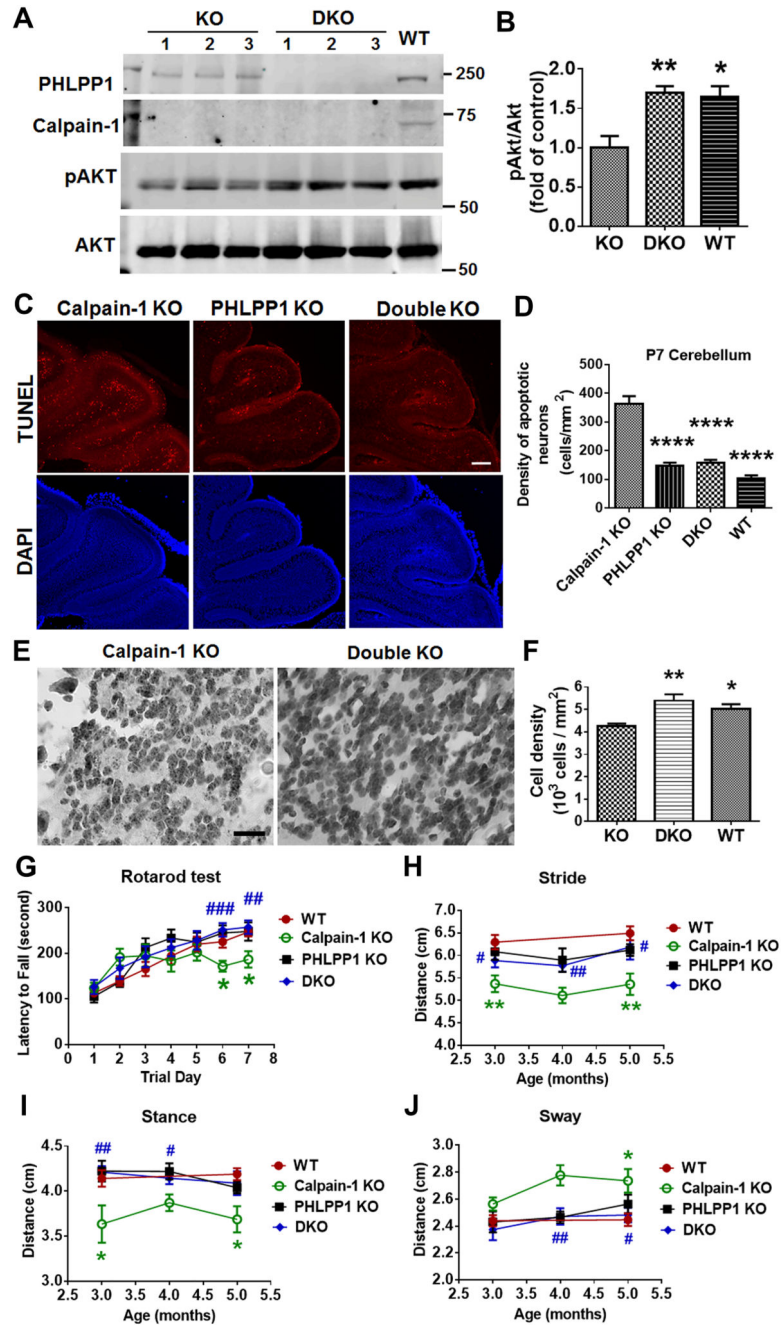 A
KO
DKO
WT
1 2 3 1 2 3
PHLPP1
250
Calpain-1
75
pAKT
50
AKT
50
B
pAkt/Akt
(fold of control)
2.0
1.5
1.0
0.5
0.0
** *
KO DKO WT
C
Calpain-1 KO PHLPP1 KO Double KO
TUNEL
DAPI
D
P7 Cerebellum
Density of apoptotic
neurons
(cells/mm²)
500
400
300
200
100
0
**** **** ****
Calpain-1 KO
PHLPP1 KO
DKO
WT
E
Calpain-1 KO Double KO
F
Cell density
(10³ cells / mm²)
6
4
2
0
** *
KO DKO WT
G
Rotarod test
Latency to Fall (second)
300
200
100
0
### ##
* *
0 1 2 3 4 5 6 7 8
Trial Day
WT
Calpain-1 KO
PHLPP1 KO
DKO
H
Stride
Distance (cm)
7.0
6.5
6.0
5.5
5.0
4.5
# ## #
** **
2.5 3.0 3.5 4.0 4.5 5.0 5.5
Age (months)
WT
Calpain-1 KO
PHLPP1 KO
DKO
I
Stance
Distance (cm)
4.5
4.0
3.5
3.0
## #
* *
2.5 3.0 3.5 4.0 4.5 5.0 5.5
Age (months)
WT
Calpain-1 KO
PHLPP1 KO
DKO
J
Sway
Distance (cm)
3.0
2.8
2.6
2.4
2.2
2.0
*
## #
2.5 3.0 3.5 4.0 4.5 5.0 5.5
Age (months)
WT
Calpain-1 KO
PHLPP1 KO
DKO